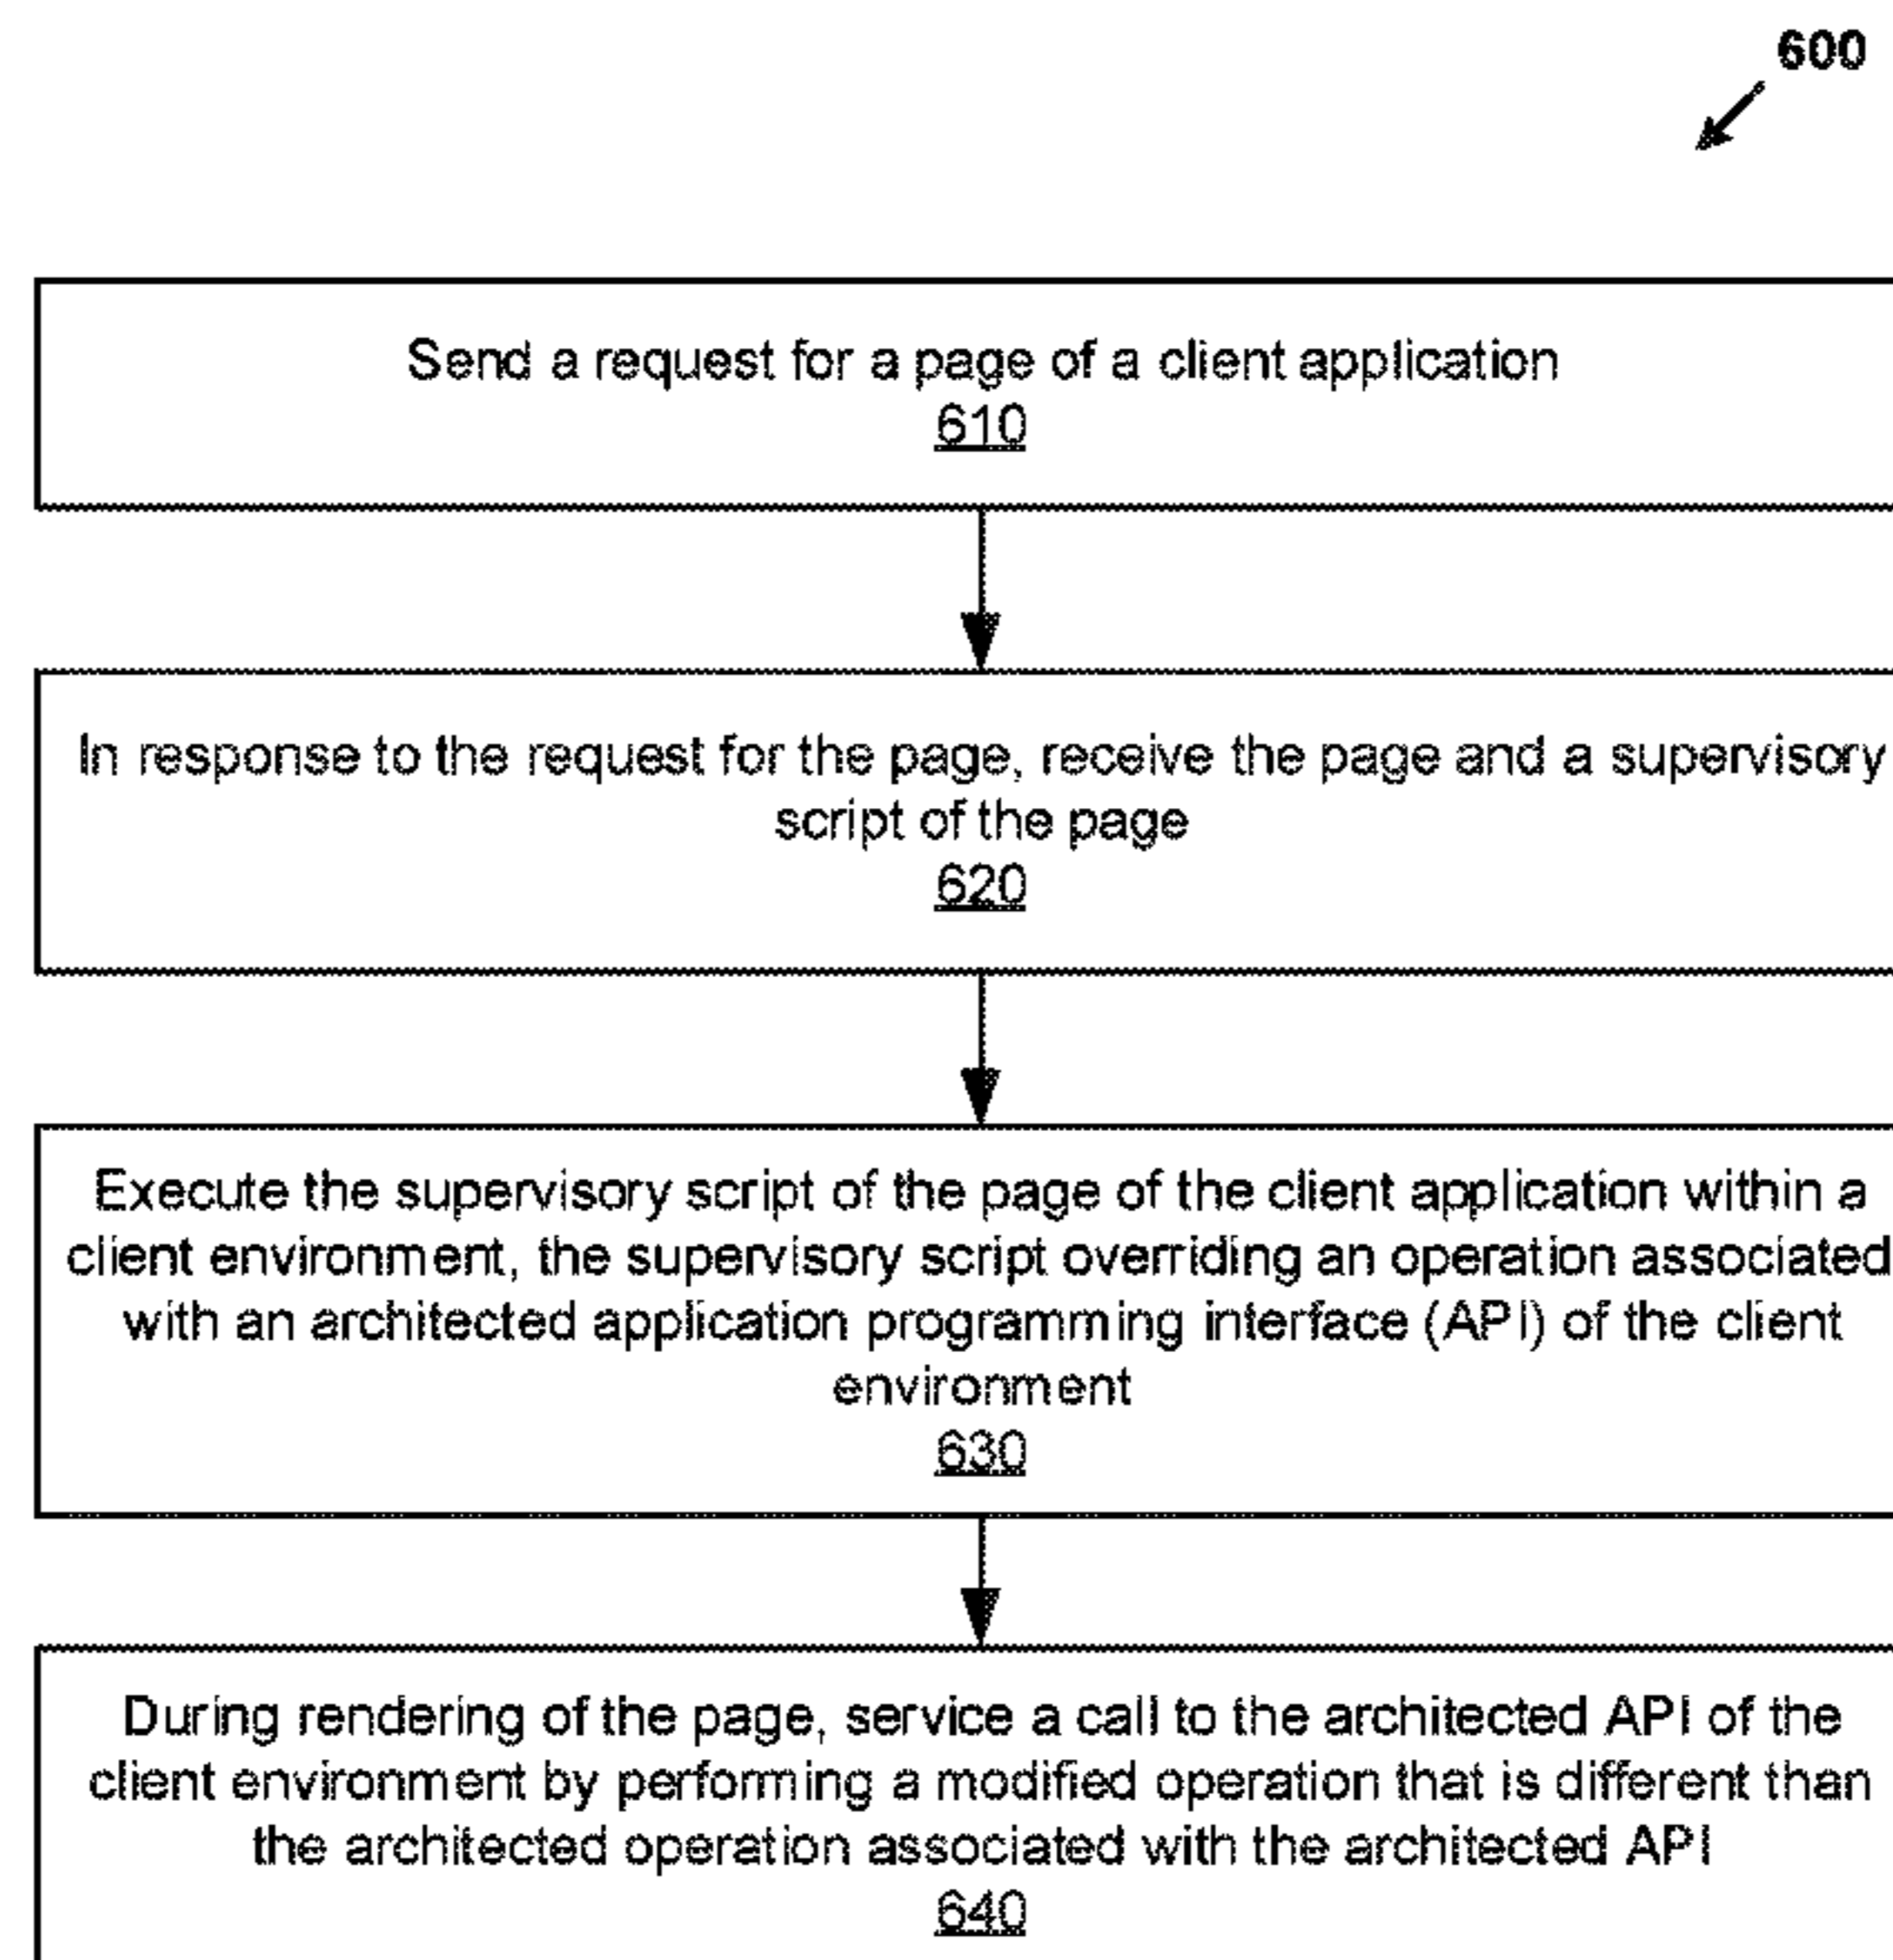 600
Send a request for a page of a client application
610
In response to the request for the page, receive the page and a supervisory
script of the page
620
Execute the supervisory script of the page of the client application within a
client environment, the supervisory script overriding an operation associated
with an architected application programming interface (API) of the client
environment
630
During rendering of the page, service a call to the architected API of the
client environment by performing a modified operation that is different than
the architected operation associated with the architected API
640